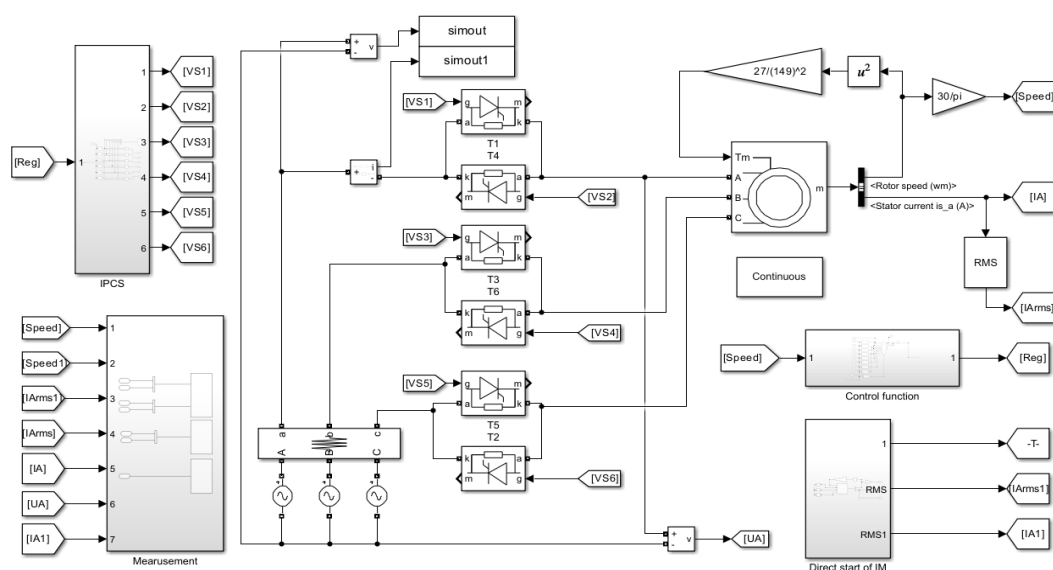 simout
simout1
27/(149)^2
u²
30/pi
[Speed]
[Reg]
1
1
2
3
4
5
6
[VS1]
[VS2]
[VS3]
[VS4]
[VS5]
[VS6]
IPCS
+
-
v
+
-
i
[VS1]
g
m
a
k
T1
T4
k
a
m
g
[VS2]
[VS3]
g
m
a
k
T3
T6
k
a
m
g
[VS4]
[VS5]
g
m
a
k
T5
T2
k
a
m
g
[VS6]
Tm
A
B
C
m
<Rotor speed (wm)>
<Stator current is_a (A)>
[IA]
RMS
[IArms]
Continuous
[Speed]
1
1
[Reg]
Control function
[Speed]
[Speed1]
[IArms1]
[IArms]
[IA]
[UA]
[IA1]
1
2
3
4
5
6
7
Mearusement
a
b
c
A
B
C
+
-
v
[UA]
1
RMS
RMS1
-T-
[IArms1]
[IA1]
Direct start of IM